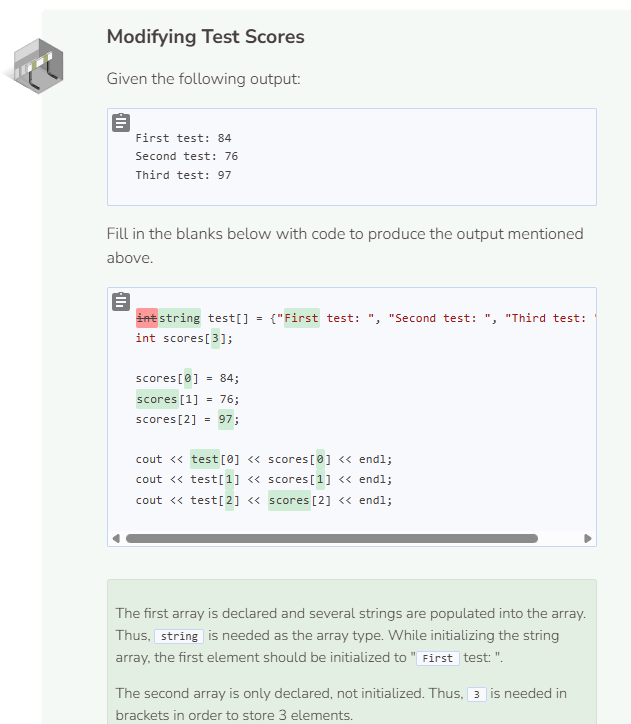 Modifying Test Scores
Given the following output:
First test: 84
Second test: 76
Third test: 97
Fill in the blanks below with code to produce the output mentioned
above.
intstring test[] = {"First test: ", "Second test: ", "Third test: "
int scores[3];
scores[0] = 84;
scores[1] = 76;
scores[2] = 97;
cout << test[0] << scores[0] << endl;
cout << test[1] << scores[1] << endl;
cout << test[2] << scores[2] << endl;
The first array is declared and several strings are populated into the array.
Thus, string is needed as the array type. While initializing the string
array, the first element should be initialized to "First test: ".
The second array is only declared, not initialized. Thus, 3 is needed in
brackets in order to store 3 elements.